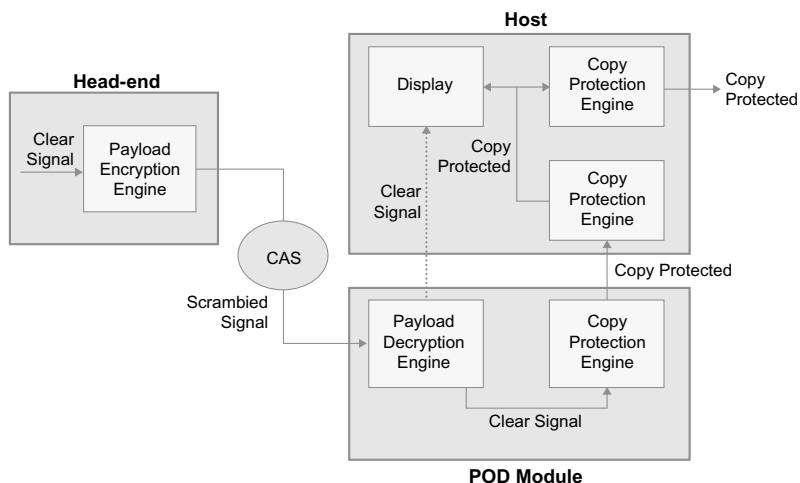 Host
Head-end
Clear
Signal
Payload
Encryption
Engine
CAS
Scrambied
Signal
Display
Copy
Protection
Engine
Copy
Protected
Copy
Protected
Clear
Signal
Copy
Protection
Engine
Copy Protected
Payload
Decryption
Engine
Copy
Protection
Engine
Clear Signal
POD Module